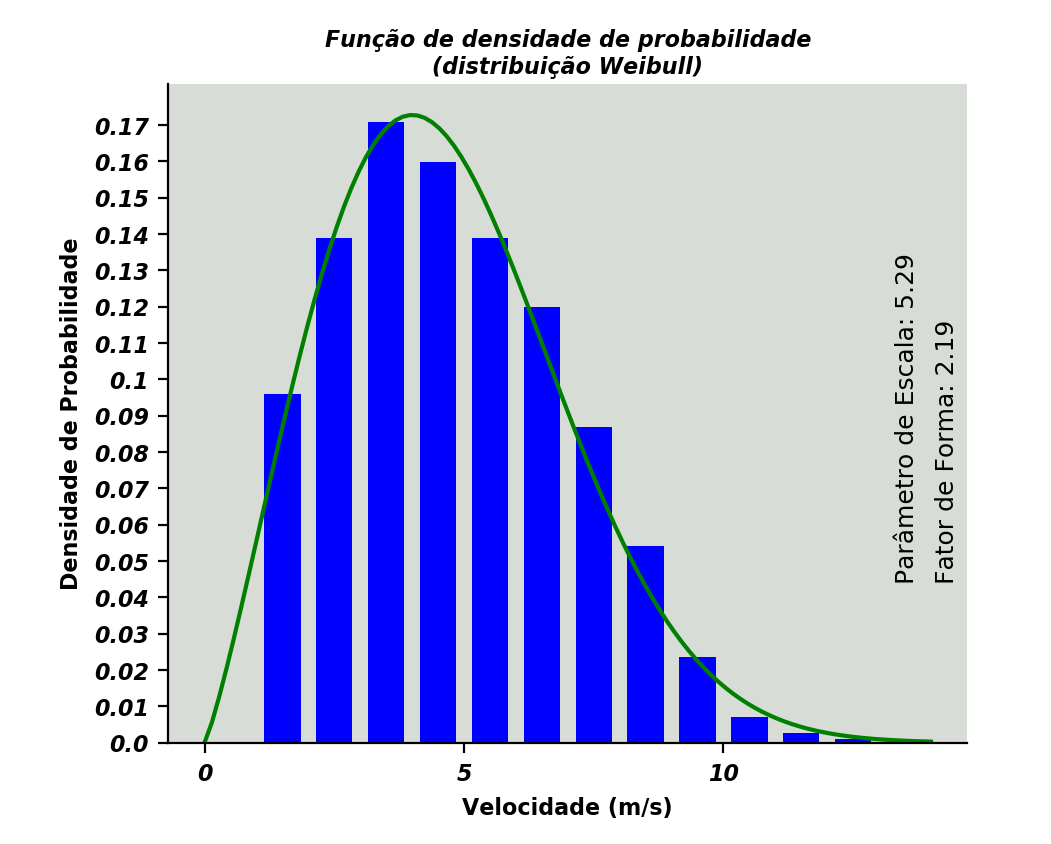 Função de densidade de probabilidade
(distribuição Weibull)
Densidade de Probabilidade
0.17
0.16
0.15
0.14
0.13
0.12
0.11
0.1
0.09
0.08
0.07
0.06
0.05
0.04
0.03
0.02
0.01
0.0
Parâmetro de Escala: 5.29
Fator de Forma: 2.19
0 5 10
Velocidade (m/s)